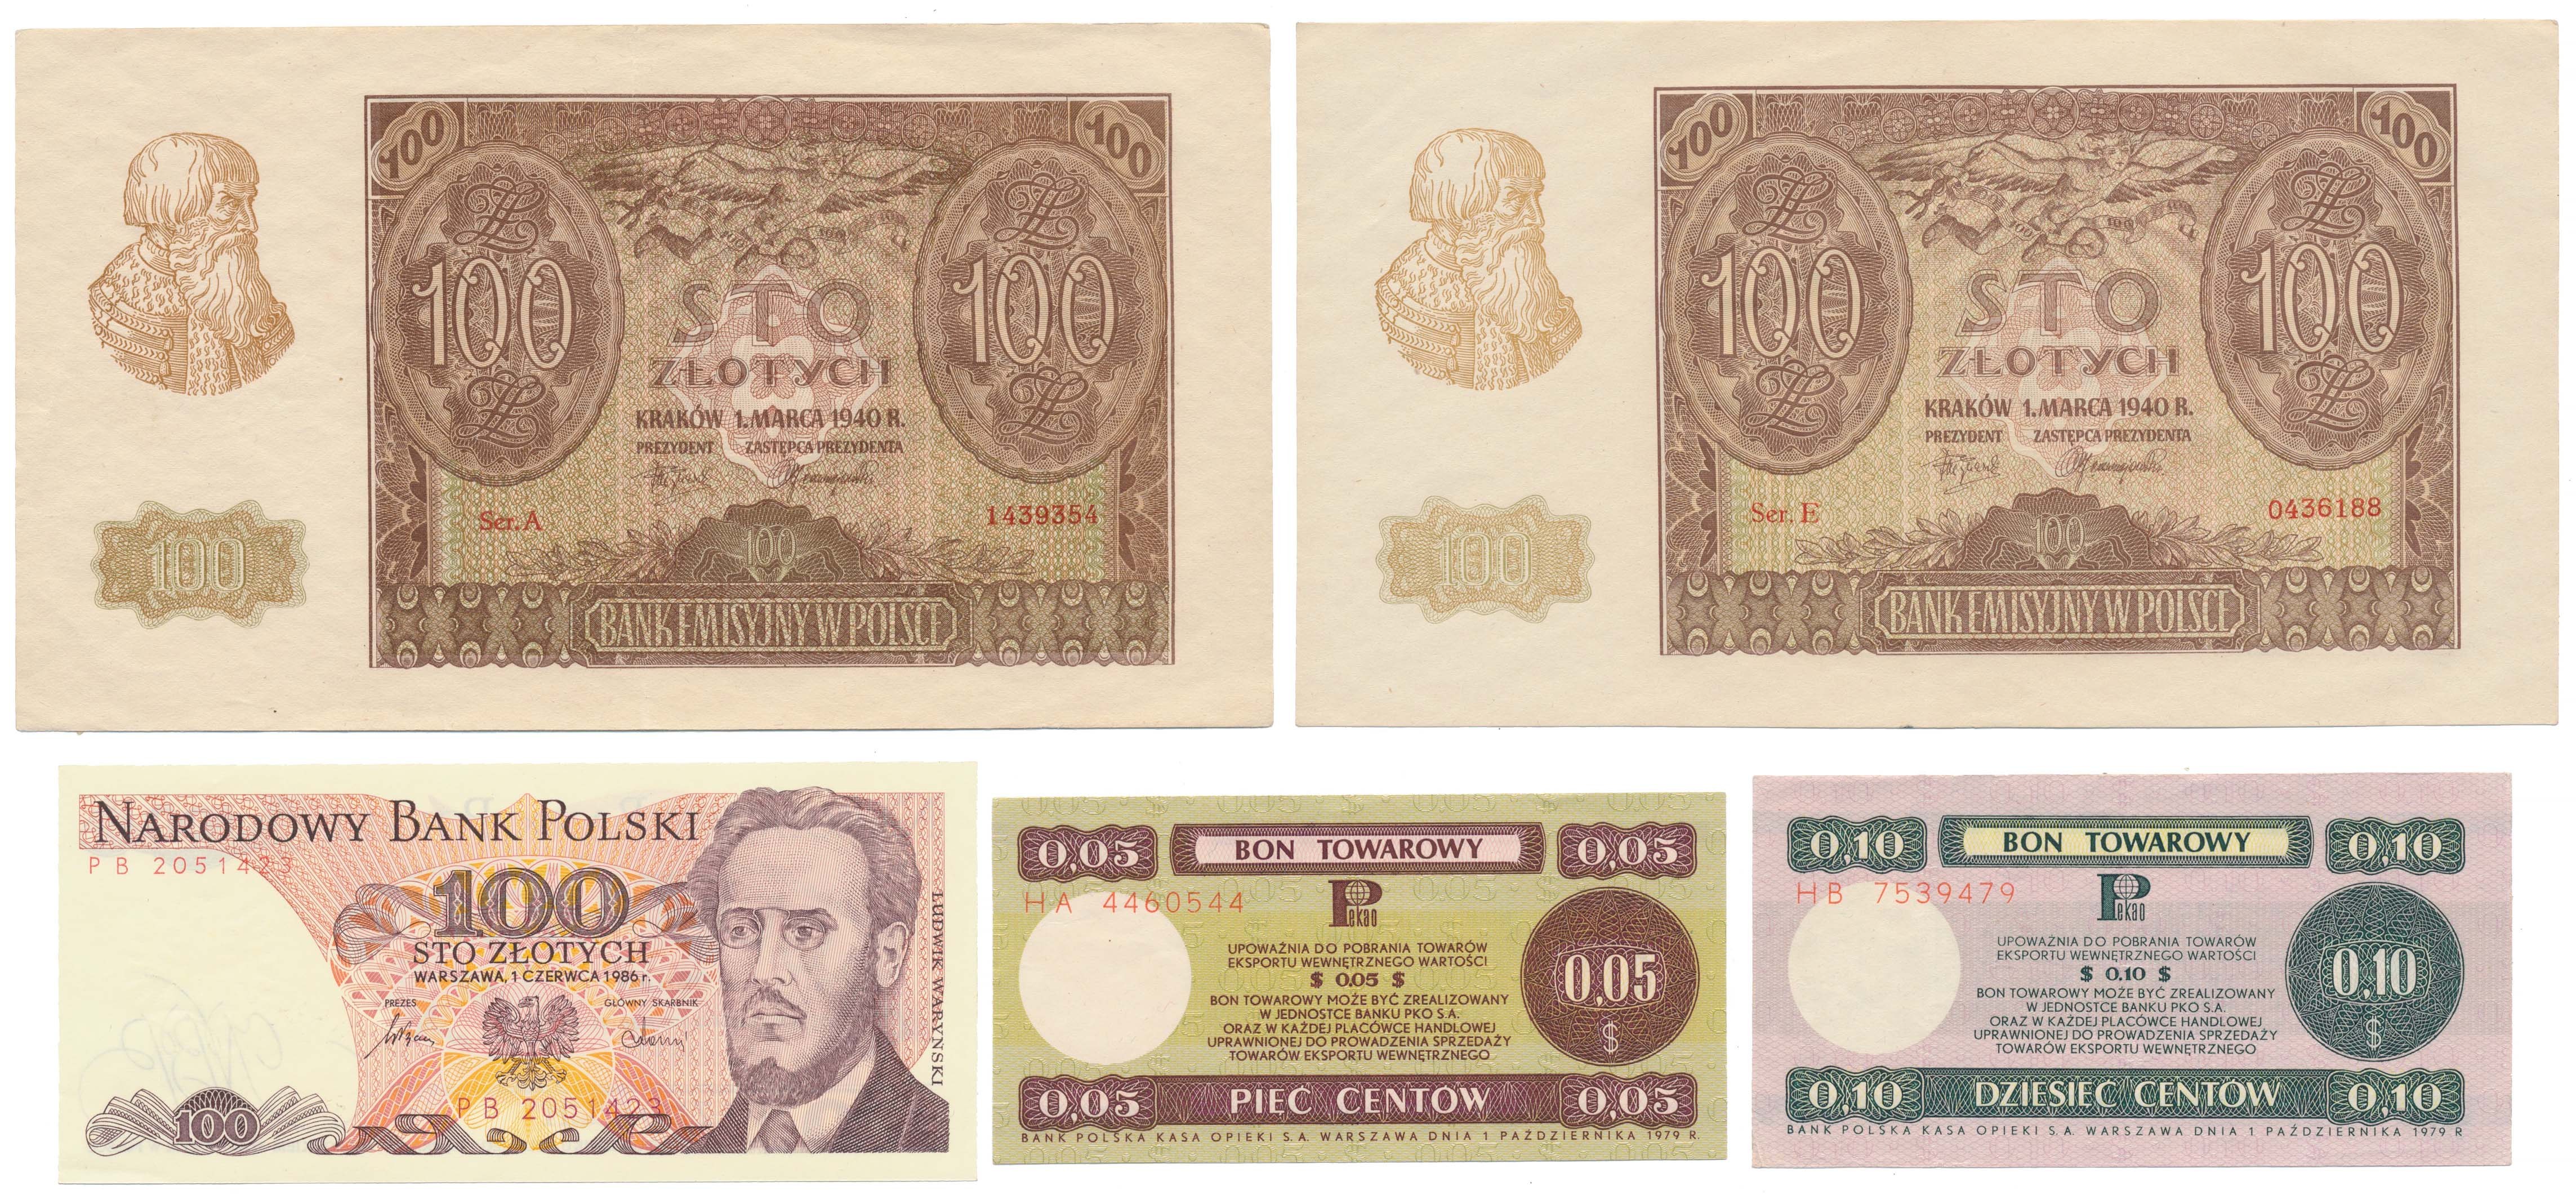 100 100
100 100
STO
ZŁOTYCH
KRAKÓW 1. MARCA 1940 R.
PREZYDENT ZASTĘPCA PREZYDENTA
Ser. A 1439354
100 100
BANK EMISYJNY W POLSCE
100 100
100 100
STO
ZŁOTYCH
KRAKÓW 1. MARCA 1940 R.
PREZYDENT ZASTĘPCA PREZYDENTA
Ser. E 0436188
100 100
BANK EMISYJNY W POLSCE
NARODOWY BANK POLSKI
PB 2051423
100
STO ZŁOTYCH
WARSZAWA, 1 CZERWCA 1986 r.
PREZES GŁÓWNY SKARBNIK
PB 2051423
100
LUDWIK WARYŃSKI
0,05 BON TOWAROWY 0,05
HA 4460544
Pekao
UPOWAŻNIA DO POBRANIA TOWARÓW
EKSPORTU WEWNĘTRZNEGO WARTOŚCI
$ 0.05 $
BON TOWAROWY MOŻE BYĆ ZREALIZOWANY
W JEDNOSTCE BANKU PKO S.A.
ORAZ W KAŻDEJ PLACÓWCE HANDLOWEJ
UPRAWNIONEJ DO PROWADZENIA SPRZEDAŻY
TOWARÓW EKSPORTU WEWNĘTRZNEGO
0,05
$
0,05 PIĘĆ CENTÓW 0,05
BANK POLSKA KASA OPIEKI S.A. WARSZAWA DNIA 1 PAŹDZIERNIKA 1979 R.
0,10 BON TOWAROWY 0,10
HB 7539479
Pekao
UPOWAŻNIA DO POBRANIA TOWARÓW
EKSPORTU WEWNĘTRZNEGO WARTOŚCI
$ 0.10 $
BON TOWAROWY MOŻE BYĆ ZREALIZOWANY
W JEDNOSTCE BANKU PKO S.A.
ORAZ W KAŻDEJ PLACÓWCE HANDLOWEJ
UPRAWNIONEJ DO PROWADZENIA SPRZEDAŻY
TOWARÓW EKSPORTU WEWNĘTRZNEGO
0,10
$
0,10 DZIESIĘĆ CENTÓW 0,10
BANK POLSKA KASA OPIEKI S.A. WARSZAWA DNIA 1 PAŹDZIERNIKA 1979 R